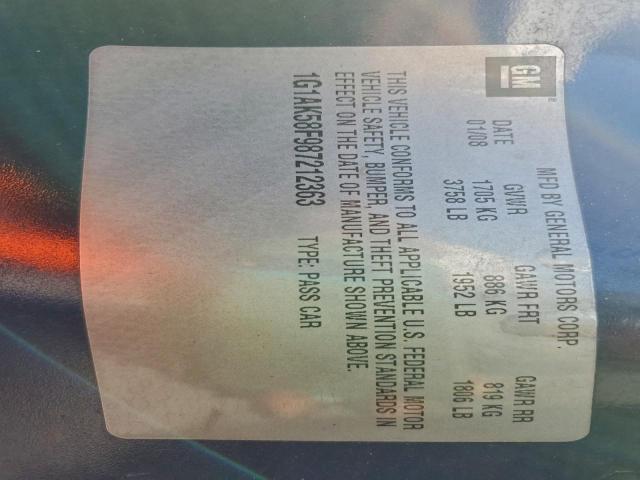 GM
MFD BY GENERAL MOTORS CORP.
DATE GVWR GAWR FRT GAWR RR
01/08 1705 KG 886 KG 819 KG
3758 LB 1952 LB 1806 LB
THIS VEHICLE CONFORMS TO ALL APPLICABLE U.S. FEDERAL MOTOR
VEHICLE SAFETY, BUMPER, AND THEFT PREVENTION STANDARDS IN
EFFECT ON THE DATE OF MANUFACTURE SHOWN ABOVE.
1G1AK58F987212363 TYPE: PASS CAR